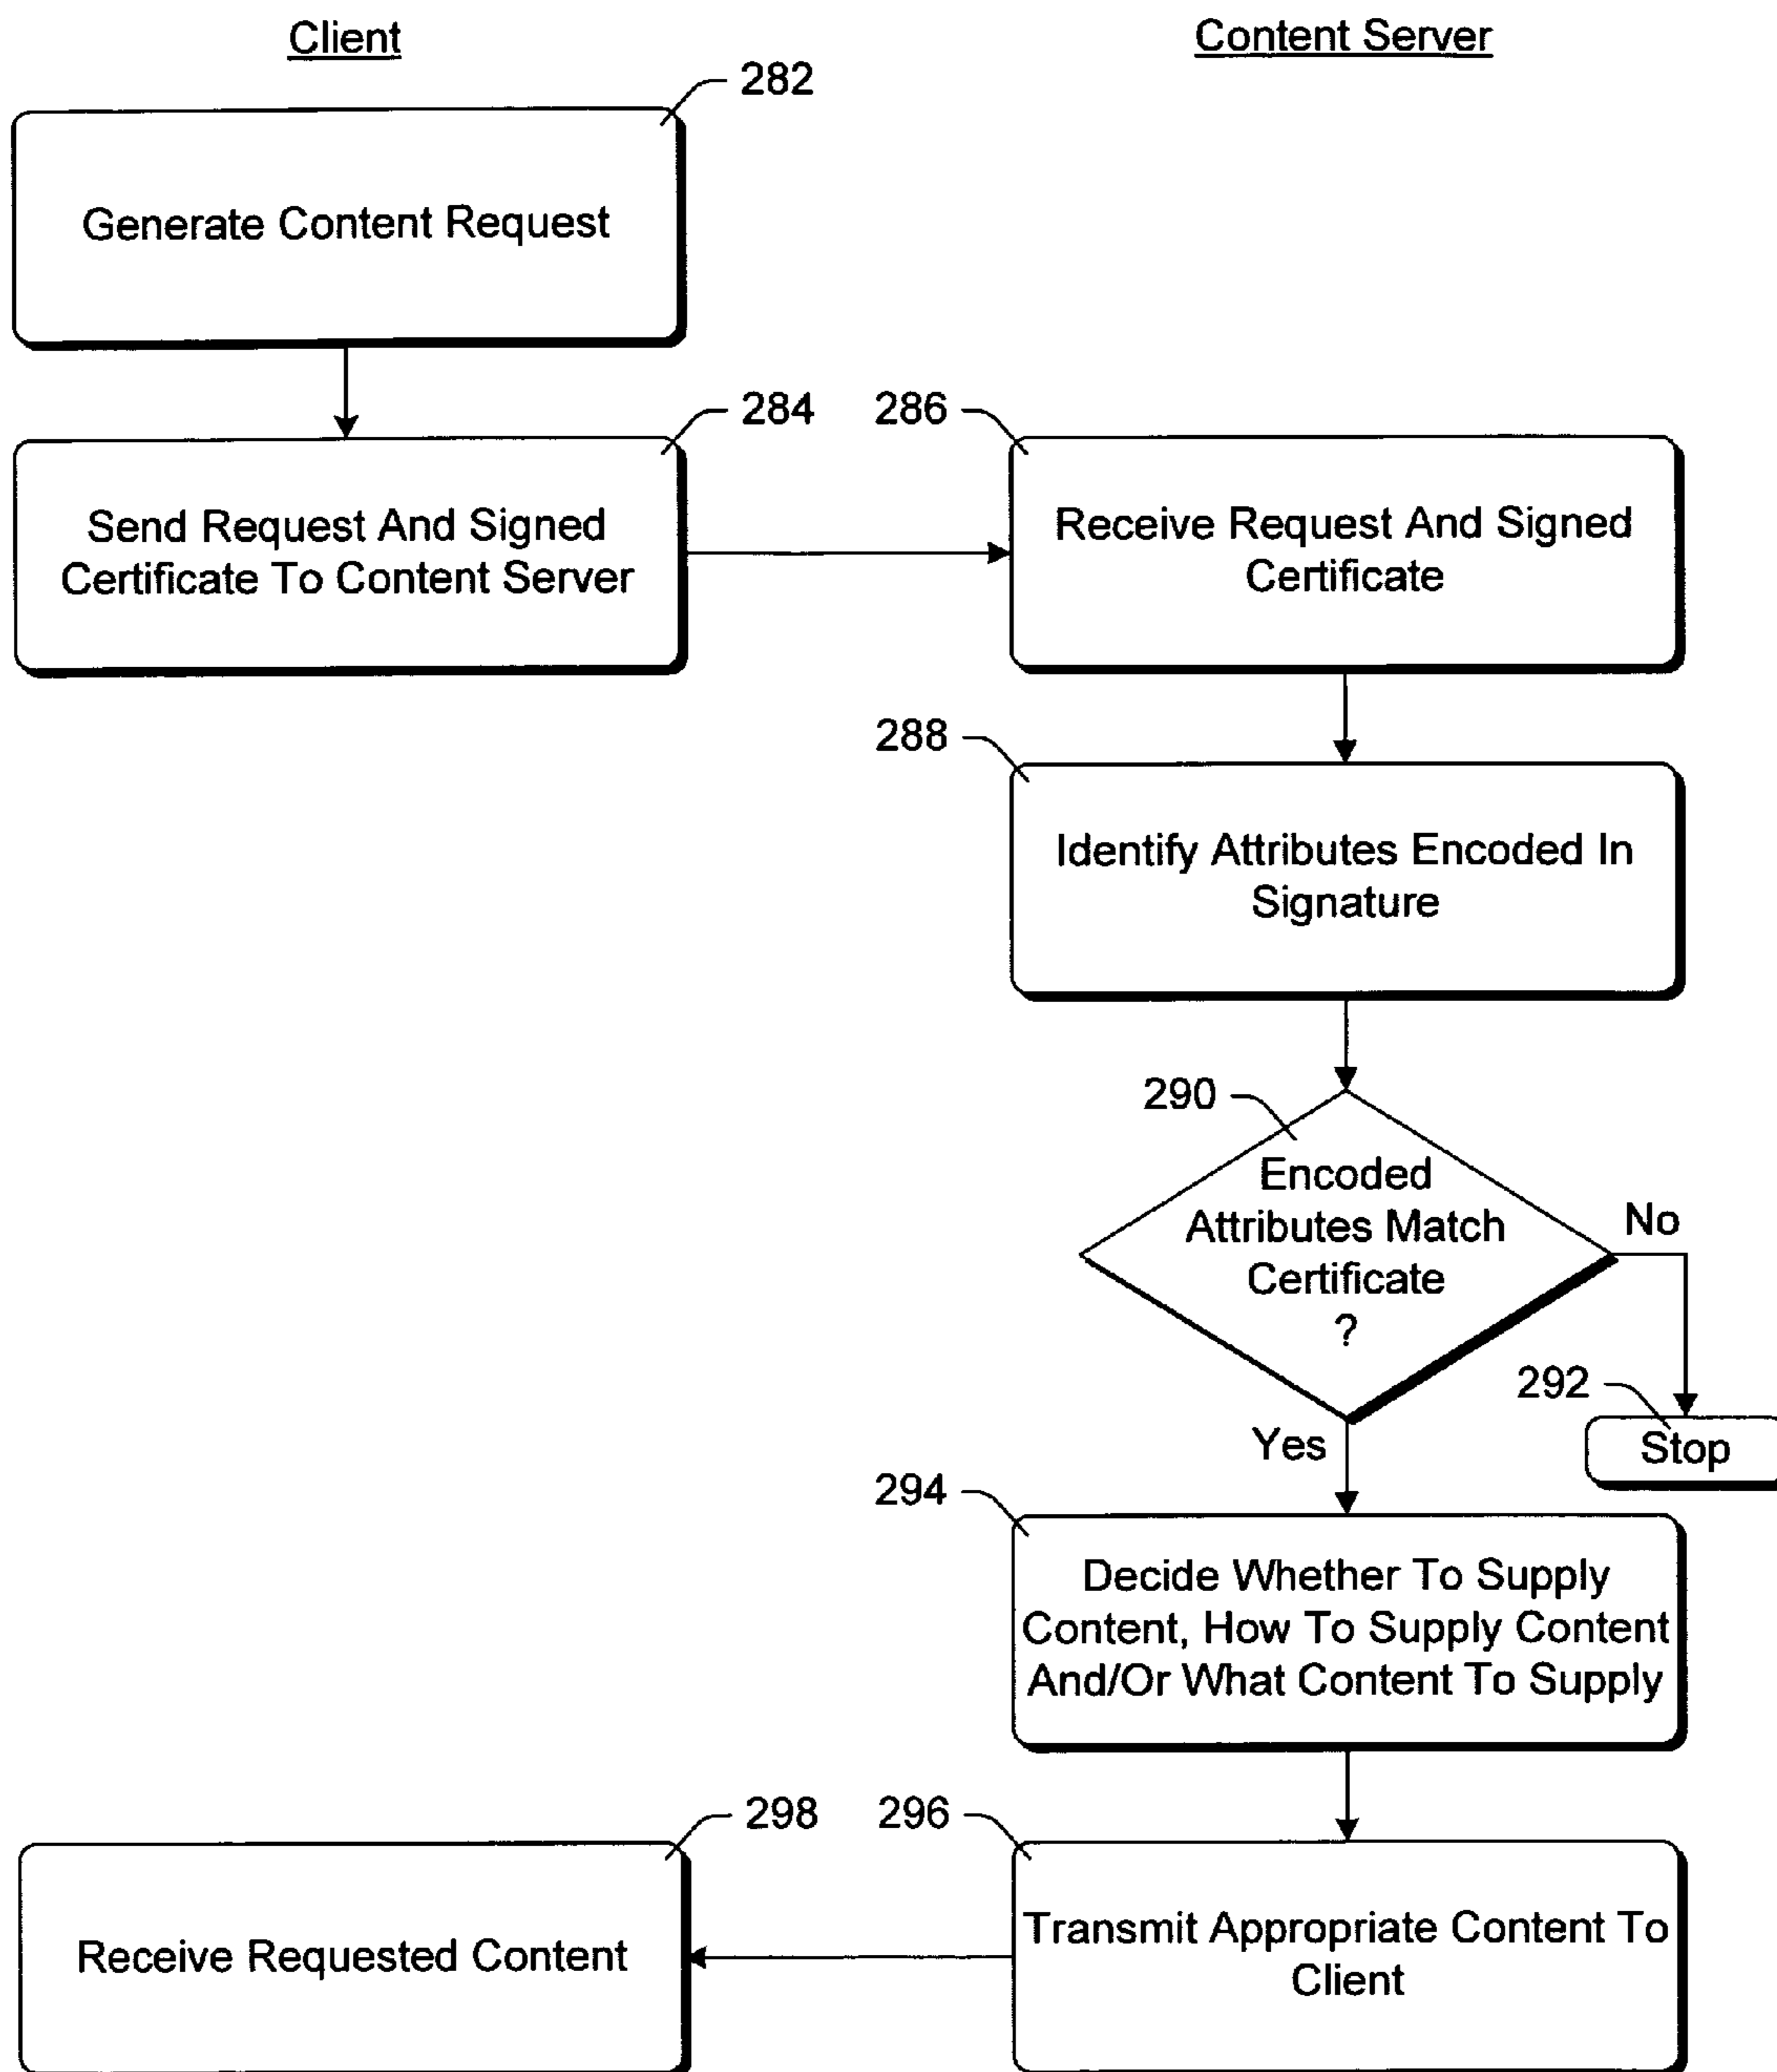 Client
Content Server
282
Generate Content Request
284
286
Send Request And Signed
Certificate To Content Server
Receive Request And Signed
Certificate
288
Identify Attributes Encoded In
Signature
290
Encoded
Attributes Match
Certificate
?
No
292
Stop
Yes
294
Decide Whether To Supply
Content, How To Supply Content
And/Or What Content To Supply
298
296
Receive Requested Content
Transmit Appropriate Content To
Client